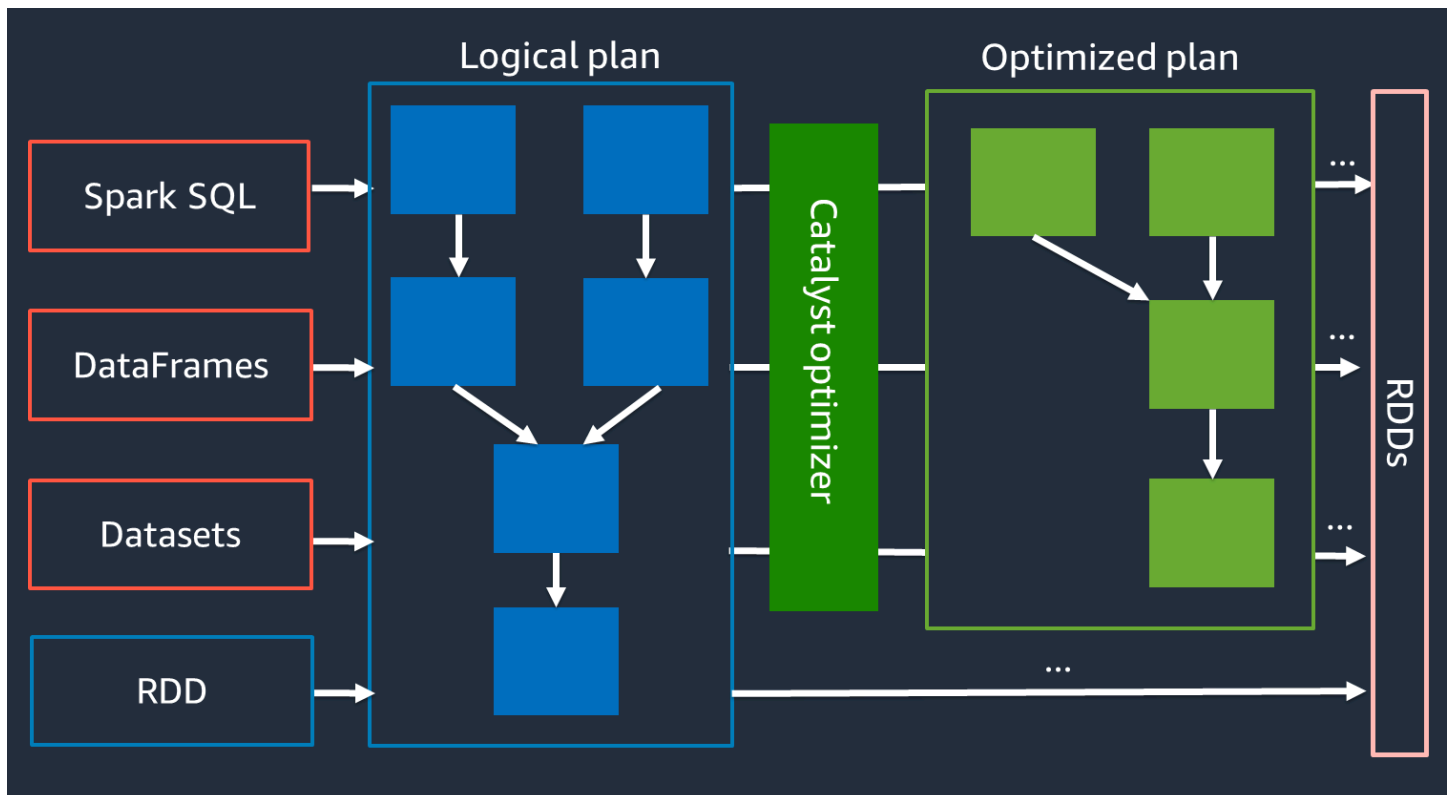 Logical plan
Optimized plan
Spark SQL
DataFrames
Datasets
RDD
Catalyst optimizer
...
...
...
...
RDDs